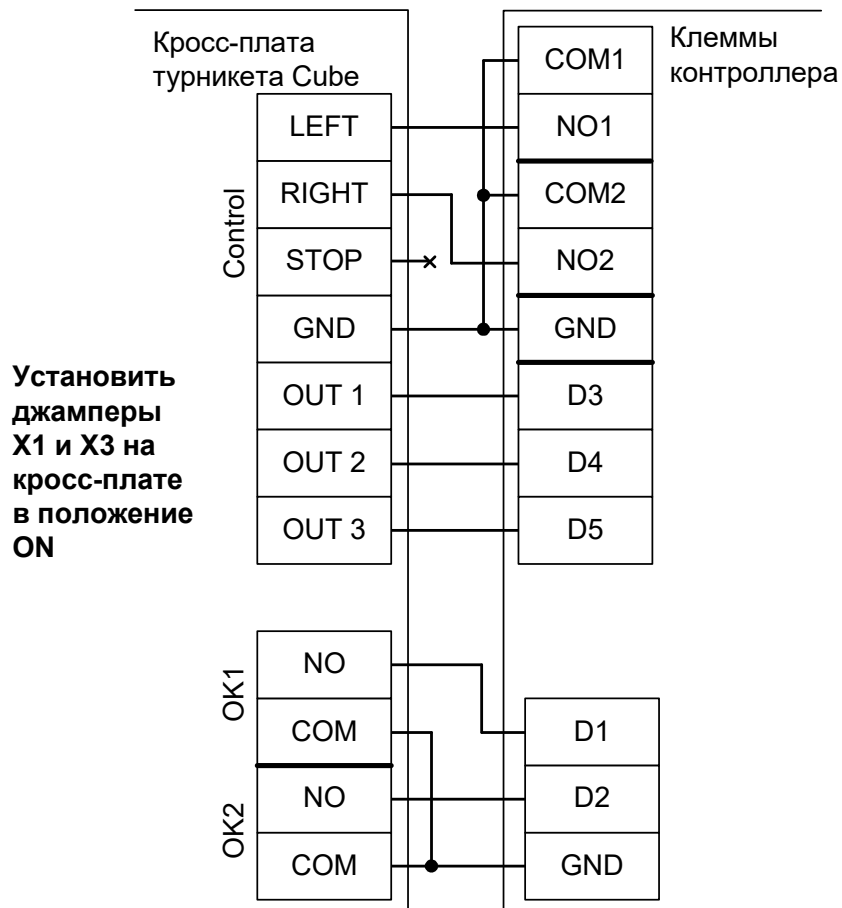 Кросс-плата
турникета Cube
Клеммы
контроллера
Control
LEFT
RIGHT
STOP
GND
OUT 1
OUT 2
OUT 3
COM1
NO1
COM2
NO2
GND
D3
D4
D5
Установить
джамперы
X1 и X3 на
кросс-плате
в положение
ON
OK1
NO
COM
OK2
NO
COM
D1
D2
GND